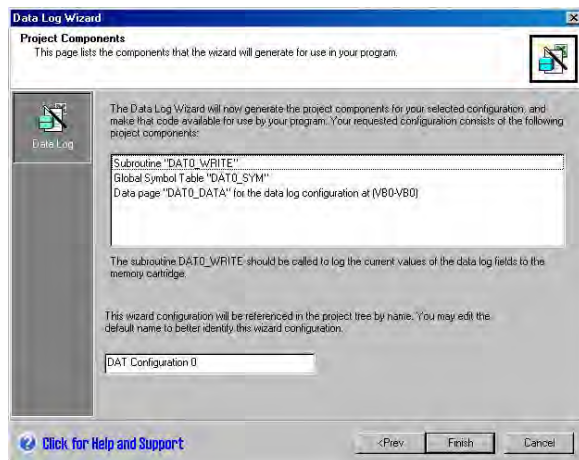 Data Log Wizard
Project Components
This page lists the components that the wizard will generate for use in your program.
Data Log
The Data Log Wizard will now generate the project components for your selected configuration, and
make that code available for use by your program. Your requested configuration consists of the following
project components:
Subroutine "DAT0_WRITE"
Global Symbol Table "DAT0_SYM"
Data page "DAT0_DATA" for the data log configuration at (VB0-VB0)
The subroutine DAT0_WRITE should be called to log the current values of the data log fields to the
memory cartridge.
This wizard configuration will be referenced in the project tree by name. You may edit the
default name to better identify this wizard configuration.
DAT Configuration 0
Click for Help and Support
<Prev
Finish
Cancel